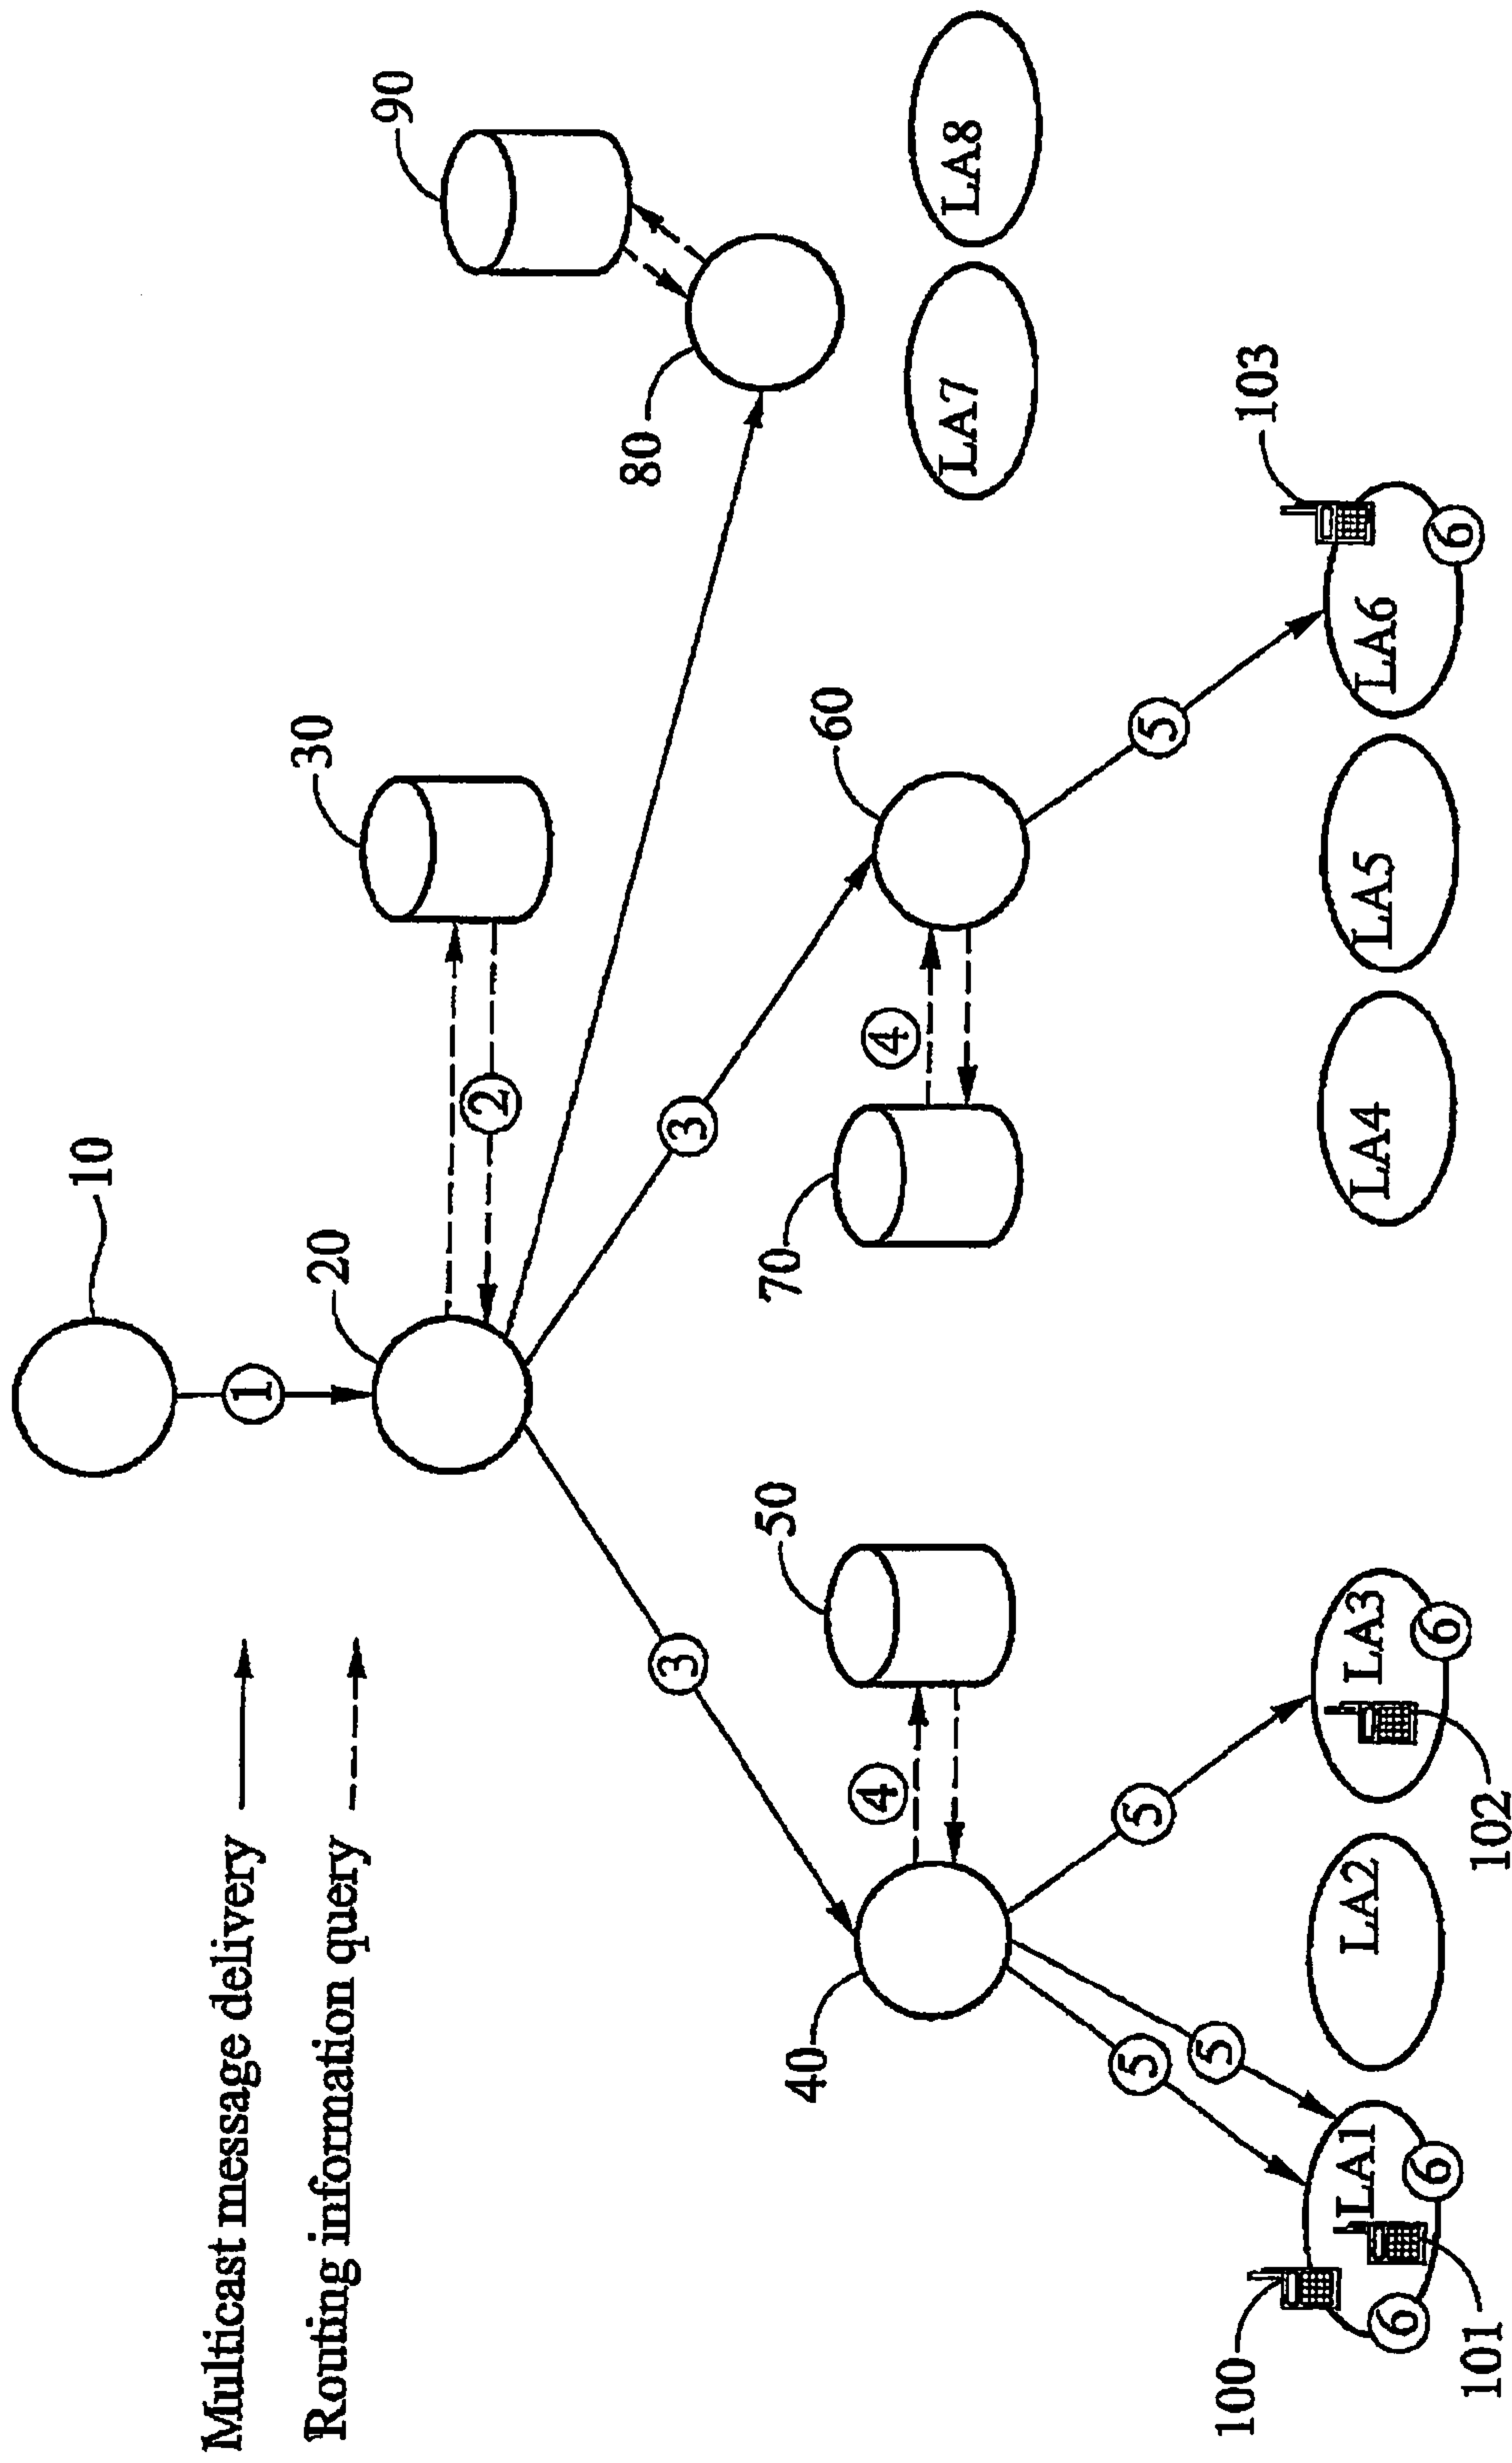 Multicast message delivery
Routing information query
10
1
20
2
30
90
80
3
3
50
70
60
4
4
40
5
5
5
5
LA7
LA8
103
100
LA1
LA2
LA3
LA4
LA5
LA6
6
6
6
6
101
102